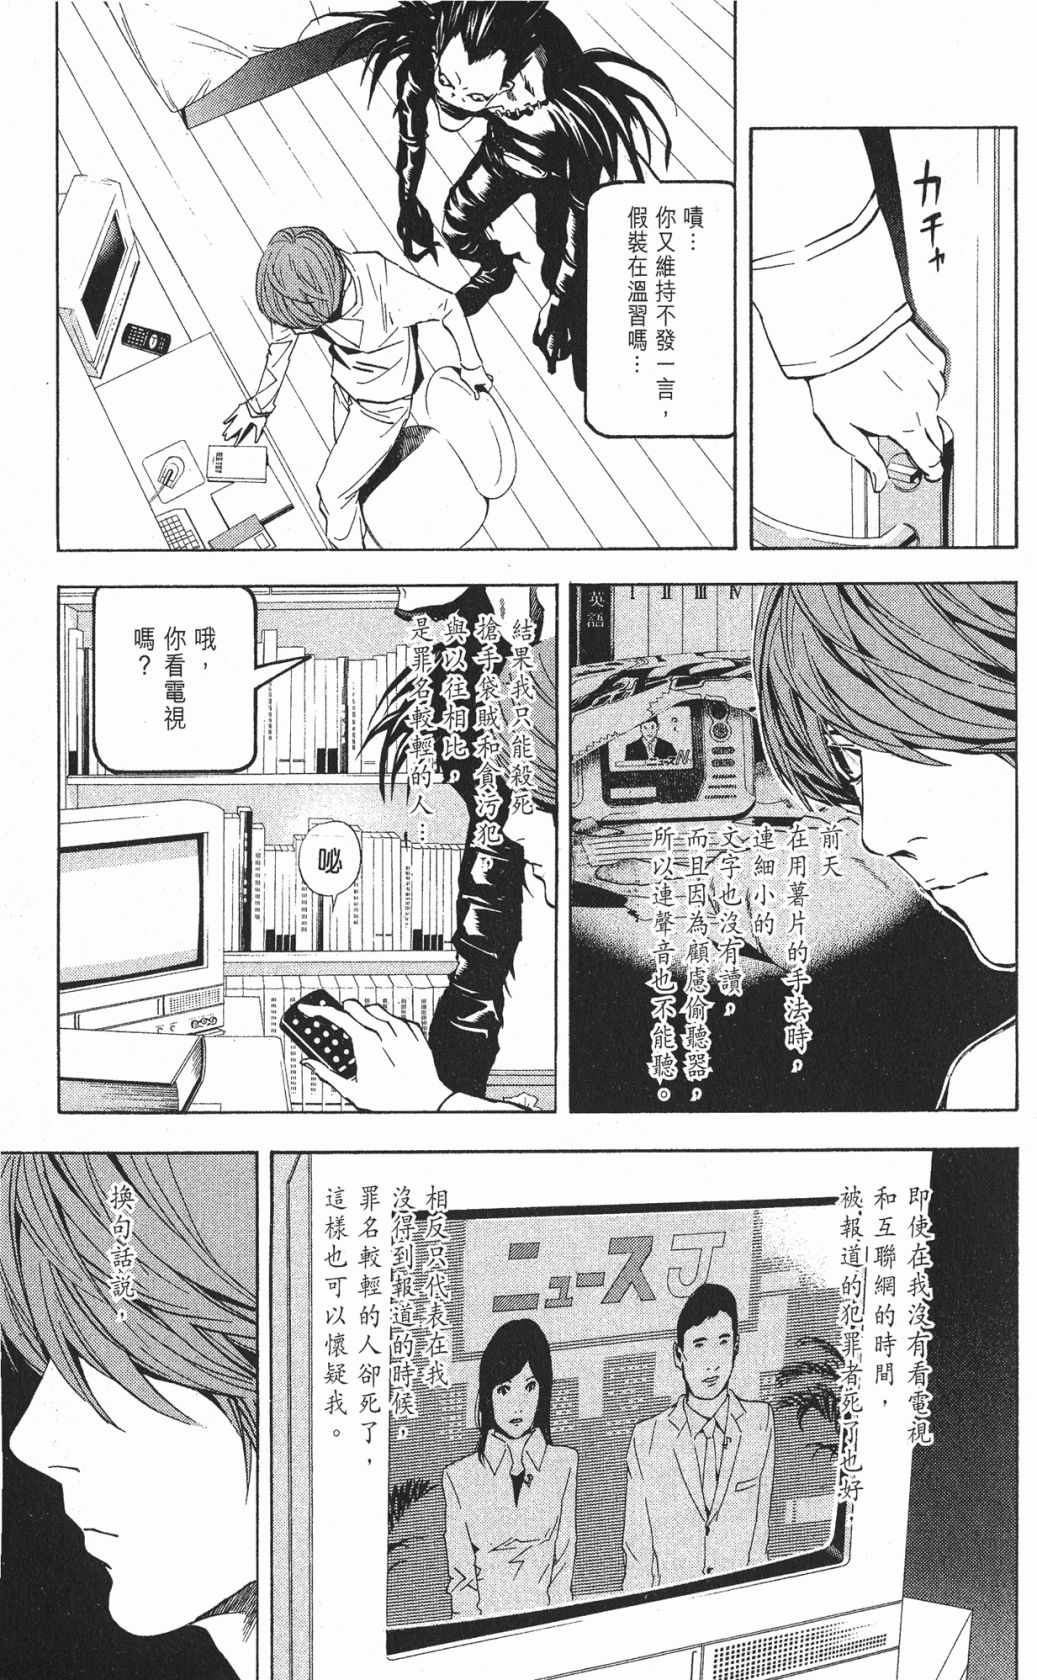 カチャ
嘖…
你又維持不發一言，
假裝在溫習嗎…
英語
I
II
III
IV
前天
在用薯片的手法時，
連細小的
文字也沒有讀，
而且因為顧慮偷聽器，
所以連聲音也不能聽。
結果我只能殺死
搶手袋賊和貪污犯，
與以往相比，
是罪名較輕的人…
哦，
你看電視
嗎？
咇
即使在我沒有看電視
和互聯網的時間，
被報道的犯罪者死了也好，
ニュースJ
相反只代表在我
沒得到報道的時候，
罪名較輕的人卻死了，
這樣也可以懷疑我。
換句話說，